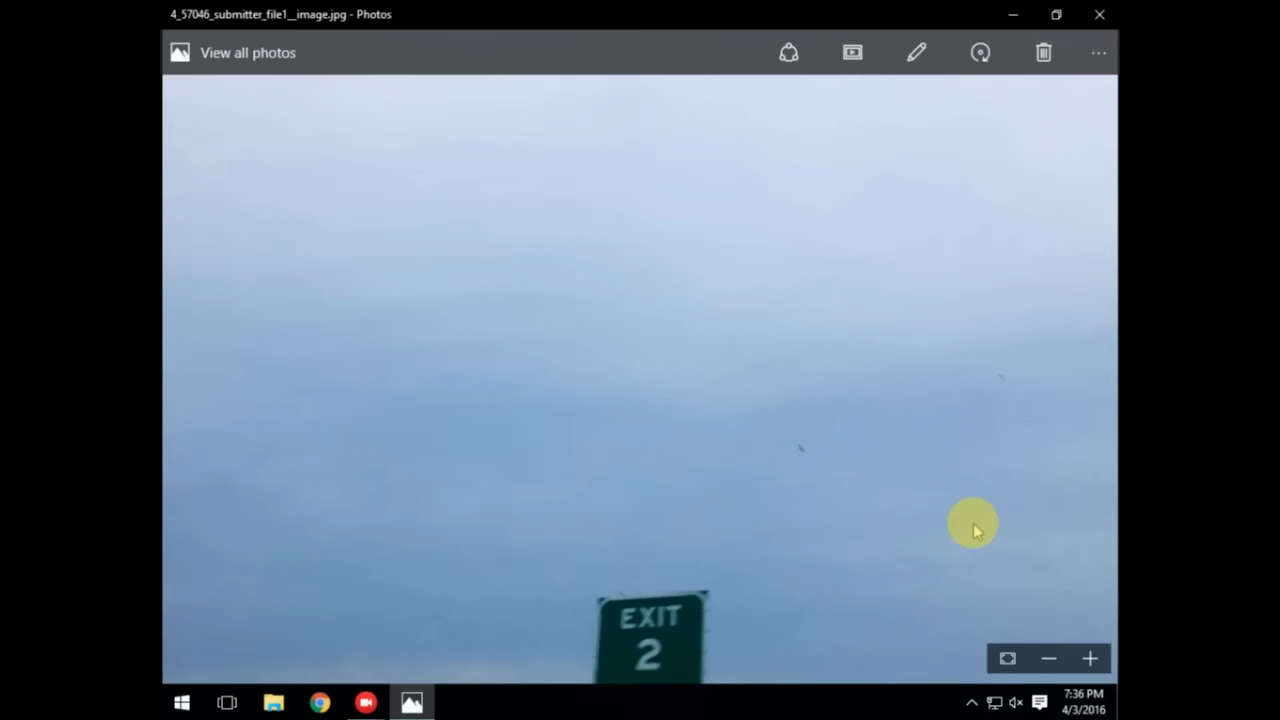 4_57046_submitter_file1__image.jpg - Photos
View all photos
EXIT
2
7:36 PM
4/3/2016